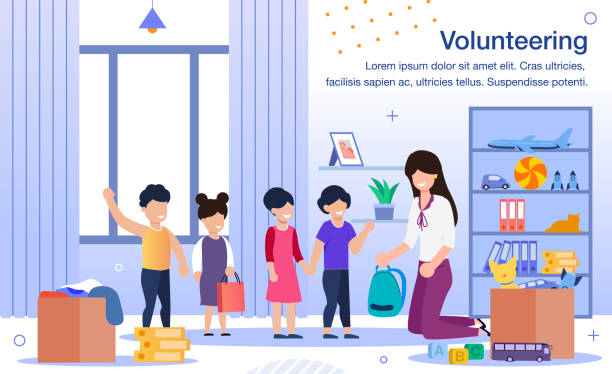 Volunteering
Lorem ipsum dolor sit amet, elit. Cras ultricies,
facilisis sapien ac, ultricies tellus. Suspendisse potenti.
A
B
C